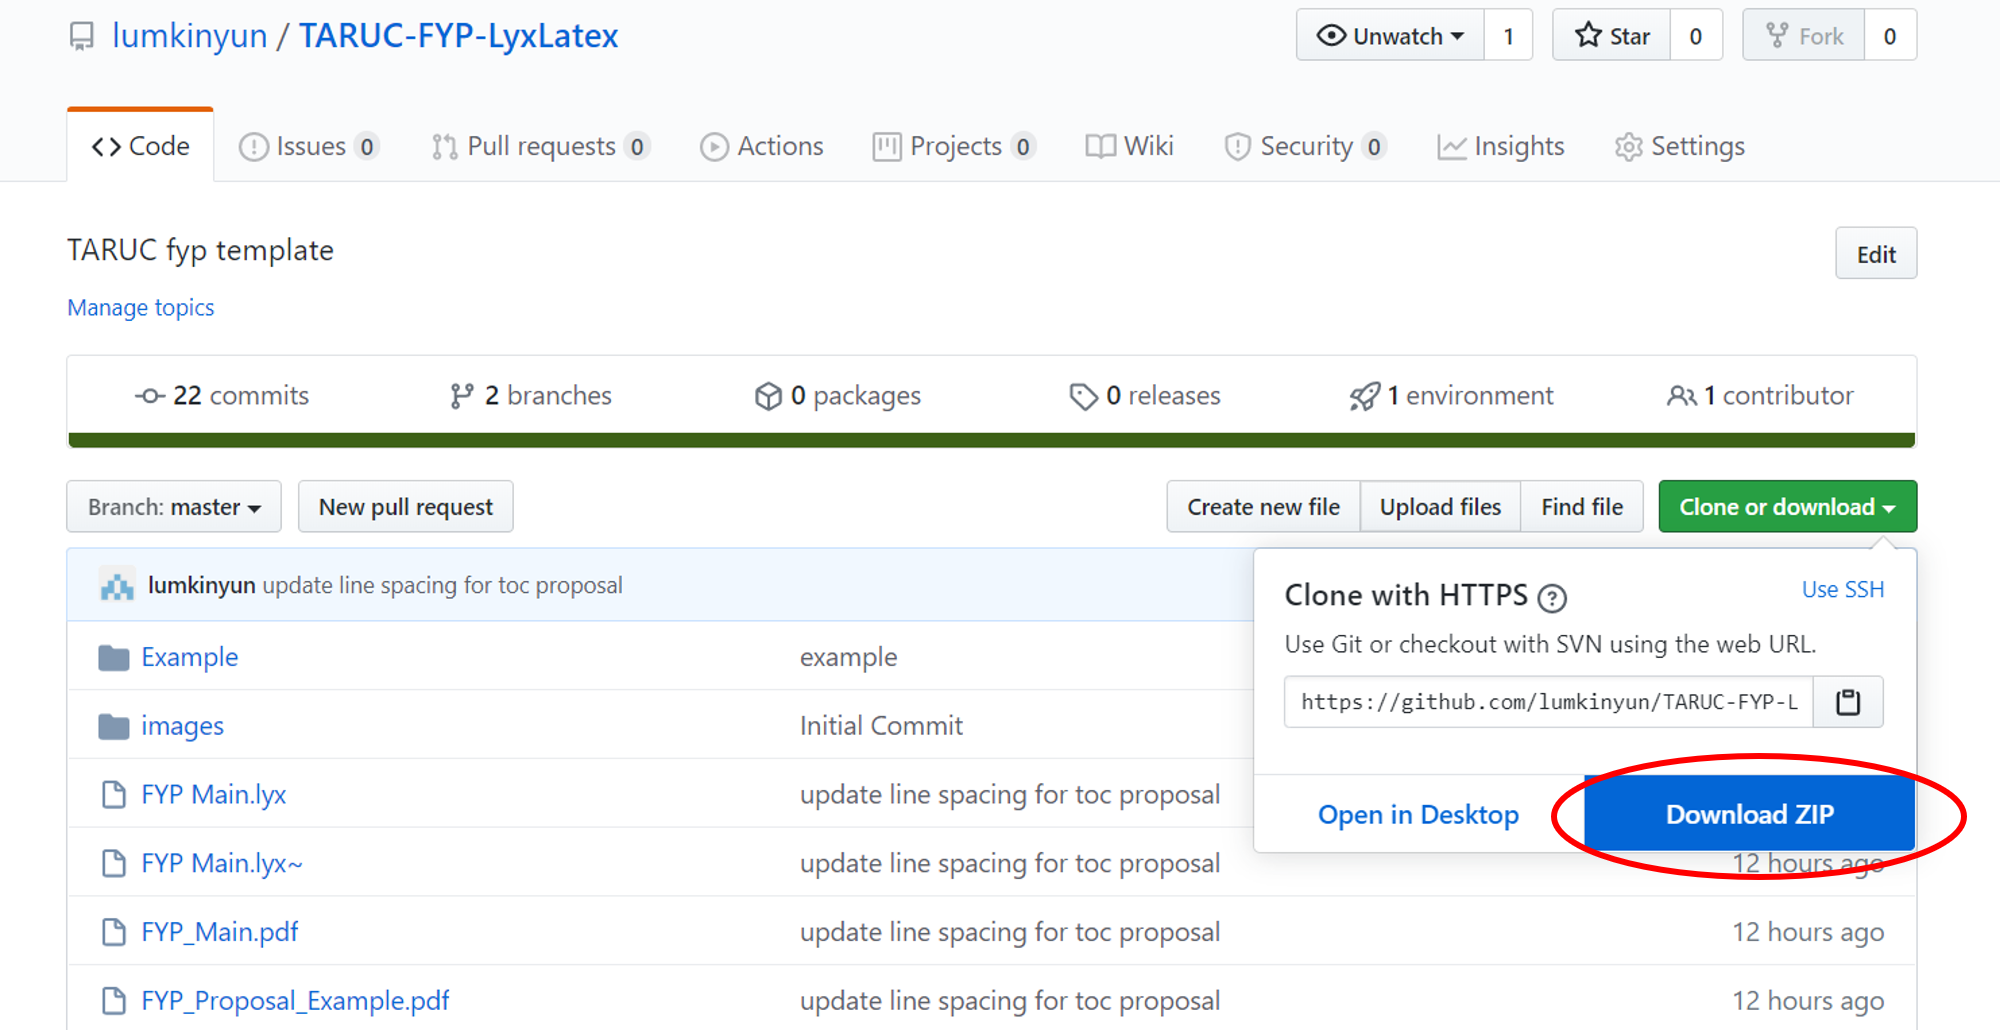 lumkinyun / TARUC-FYP-LyxLatex
Unwatch 1 Star 0 Fork 0
Code Issues 0 Pull requests 0 Actions Projects 0 Wiki Security 0 Insights Settings
TARUC fyp template
Edit
Manage topics
22 commits 2 branches 0 packages 0 releases 1 environment 1 contributor
Branch: master New pull request Create new file Upload files Find file Clone or download
lumkinyun update line spacing for toc proposal
Clone with HTTPS ? Use SSH
Use Git or checkout with SVN using the web URL.
https://github.com/lumkinyun/TARUC-FYP-L
Open in Desktop Download ZIP
Example example
images Initial Commit
FYP Main.lyx update line spacing for toc proposal
FYP Main.lyx~ update line spacing for toc proposal 12 hours ago
FYP_Main.pdf update line spacing for toc proposal 12 hours ago
FYP_Proposal_Example.pdf update line spacing for toc proposal 12 hours ago